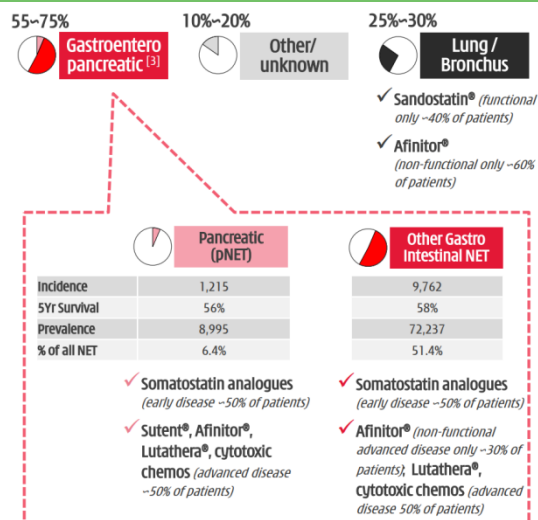 55~75%
Gastroentero
pancreatic [3]
10%~20%
Other/
unknown
25%~30%
Lung /
Bronchus
✓ Sandostatin® (functional
only ~40% of patients)
✓ Afinitor®
(non-functional only ~60%
of patients)
Pancreatic
(pNET)
Other Gastro
Intestinal NET
Incidence 1,215 9,762
5Yr Survival 56% 58%
Prevalence 8,995 72,237
% of all NET 6.4% 51.4%
✓ Somatostatin analogues
(early disease ~50% of patients)
✓ Sutent®, Afinitor®,
Lutathera®, cytotoxic
chemos (advanced disease
~50% of patients)
✓ Somatostatin analogues
(early disease ~50% of patients)
✓ Afinitor® (non-functional
advanced disease only ~30% of
patients); Lutathera®,
cytotoxic chemos (advanced
disease 50% of patients)